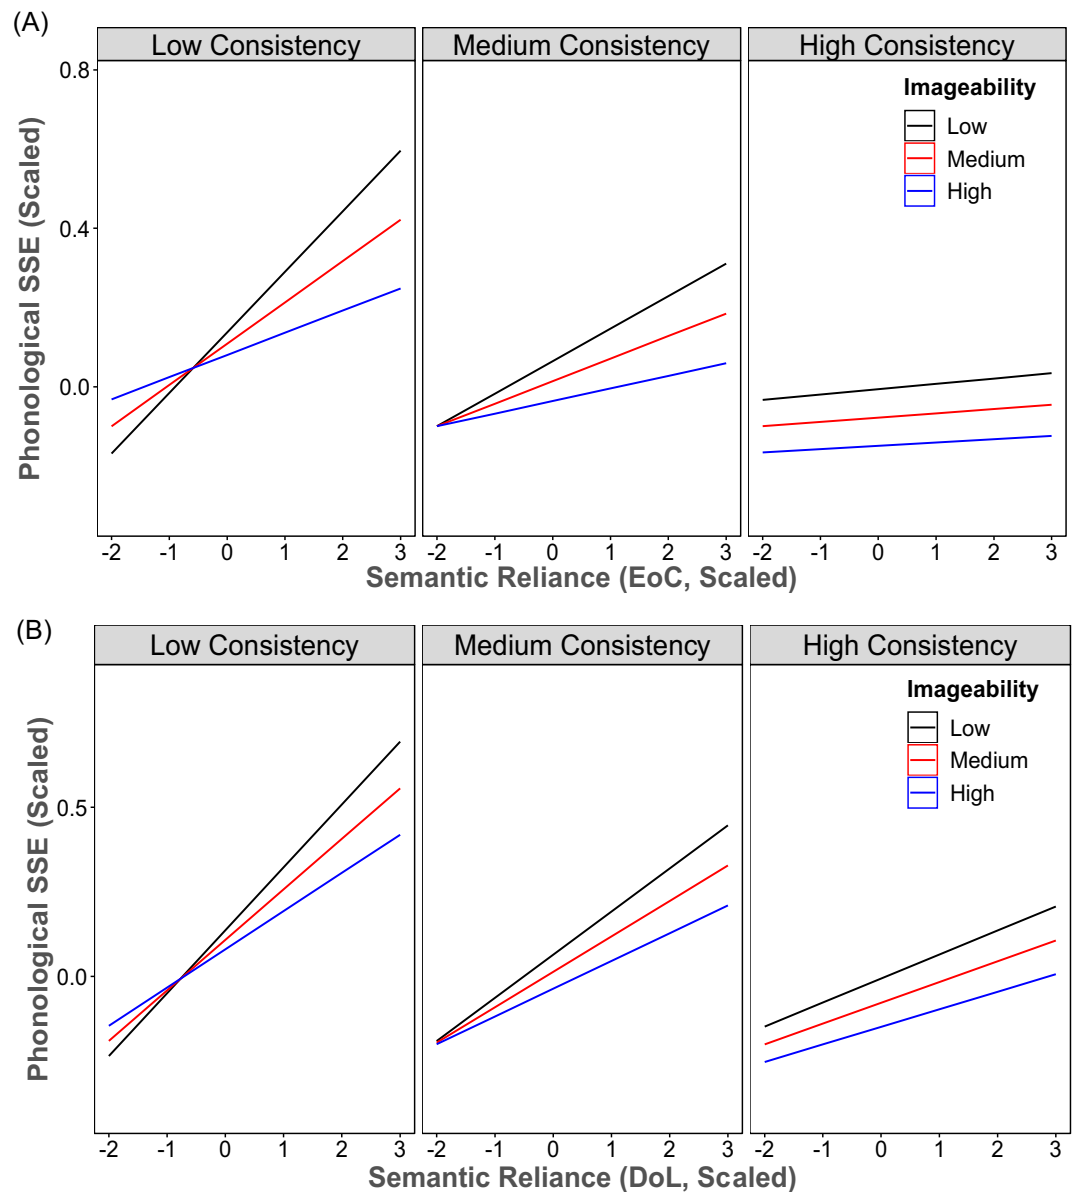 (A)
Low Consistency Medium Consistency High Consistency
Imageability
Low
Medium
High
0.8
0.4
0.0
Phonological SSE (Scaled)
-2 -1 0 1 2 3 -2 -1 0 1 2 3 -2 -1 0 1 2 3
Semantic Reliance (EoC, Scaled)
(B)
Low Consistency Medium Consistency High Consistency
Imageability
Low
Medium
High
0.5
0.0
Phonological SSE (Scaled)
-2 -1 0 1 2 3 -2 -1 0 1 2 3 -2 -1 0 1 2 3
Semantic Reliance (DoL, Scaled)